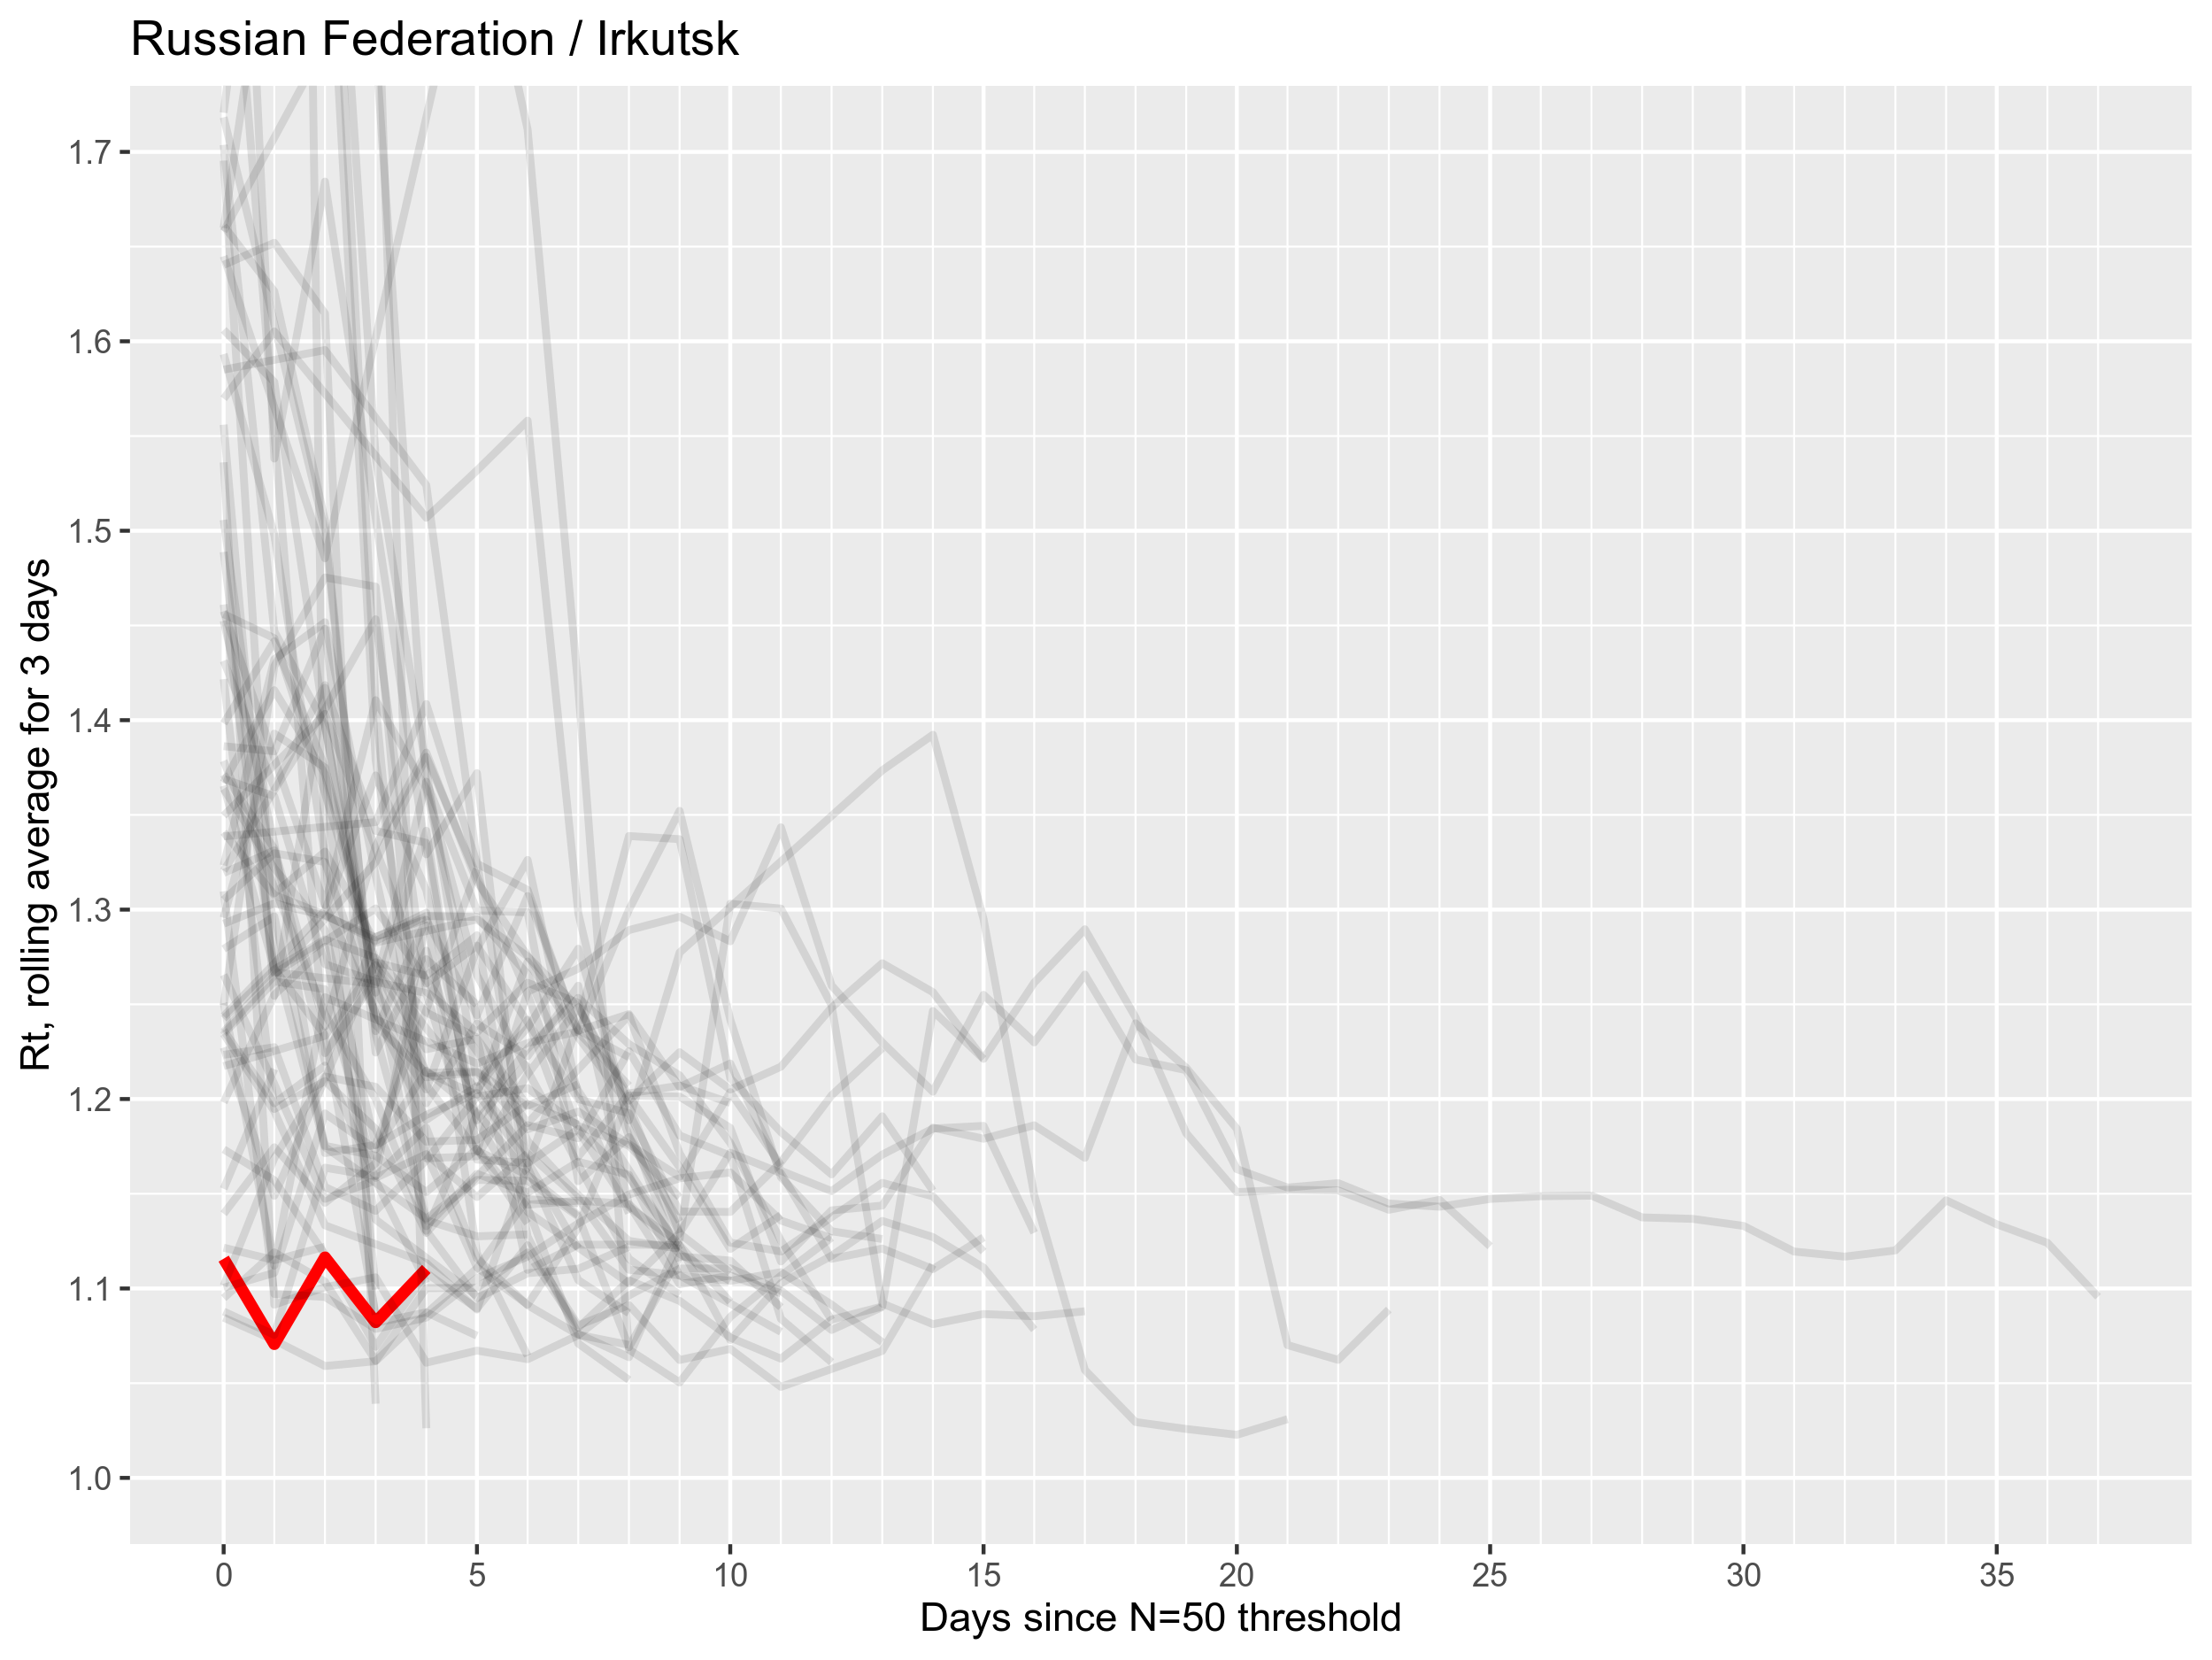 Russian Federation / Irkutsk
Rt, rolling average for 3 days
1.7
1.6
1.5
1.4
1.3
1.2
1.1
1.0
0 5 10 15 20 25 30 35
Days since N=50 threshold